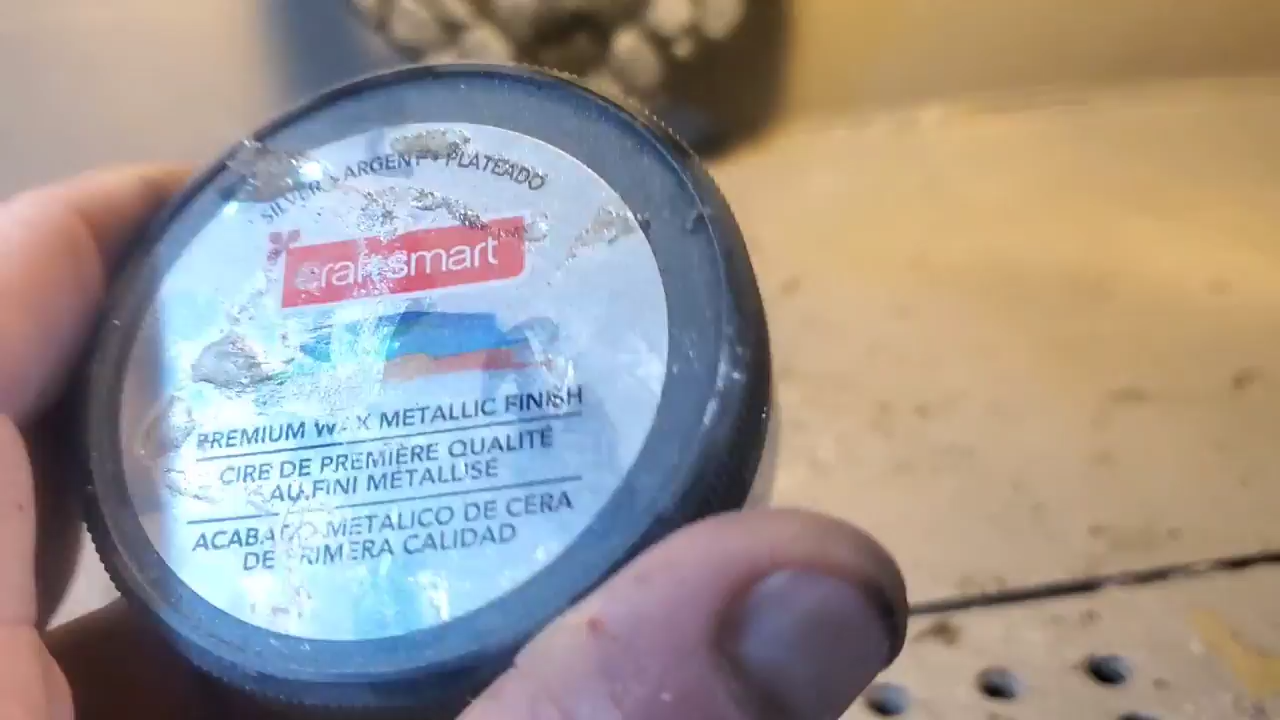 SILVER • ARGENT • PLATEADO
craftsmart
PREMIUM WAX METALLIC FINISH
CIRE DE PREMIÈRE QUALITÉ
AU FINI MÉTALLISÉ
ACABADO METALICO DE CERA
DE PRIMERA CALIDAD